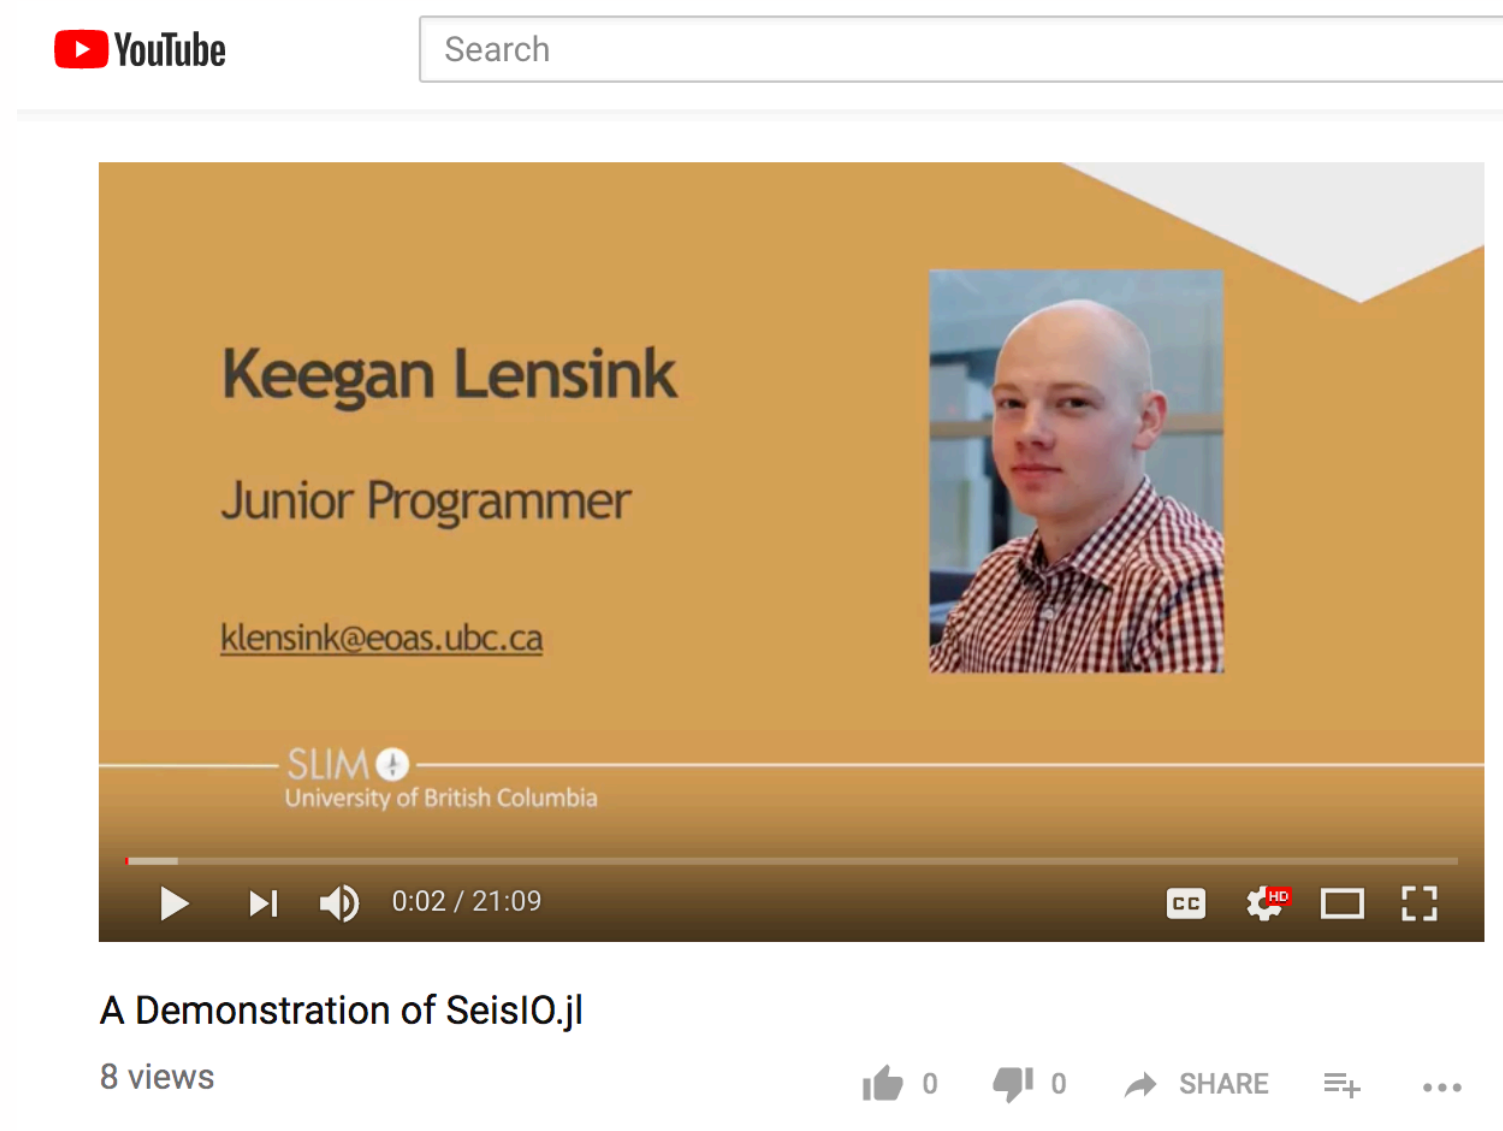 YouTube
Search
Keegan Lensink
Junior Programmer
klensink@eoas.ubc.ca
SLIM
University of British Columbia
0:02 / 21:09
CC
HD
A Demonstration of SeisIO.jl
8 views
0
0
SHARE